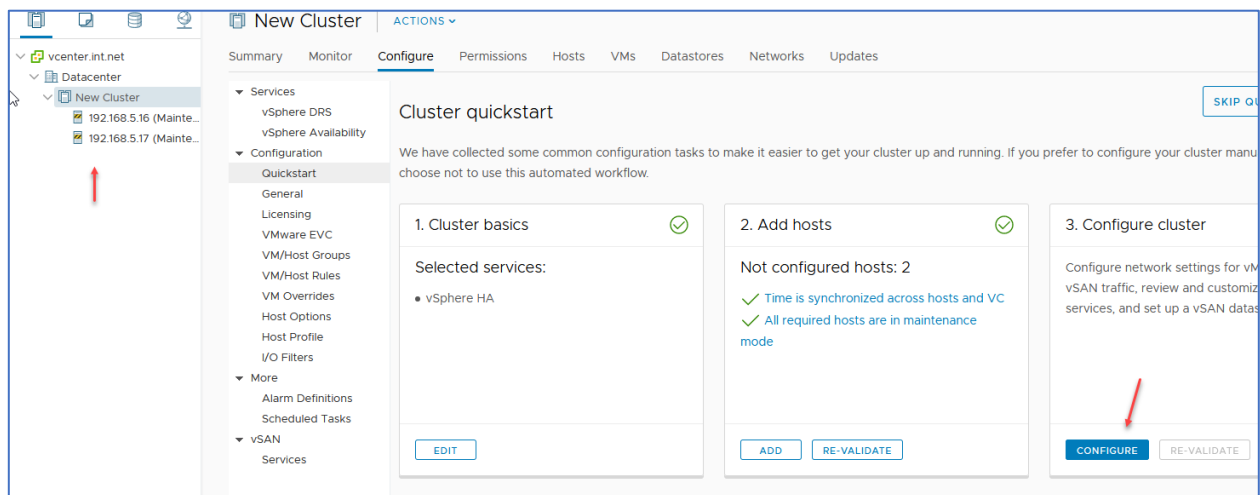 New Cluster ACTIONS
Summary Monitor Configure Permissions Hosts VMs Datastores Networks Updates
vcenter.int.net
Datacenter
New Cluster
192.168.5.16 (Mainte...
192.168.5.17 (Mainte...
Services
vSphere DRS
vSphere Availability
Configuration
Quickstart
General
Licensing
VMware EVC
VM/Host Groups
VM/Host Rules
VM Overrides
Host Options
Host Profile
I/O Filters
More
Alarm Definitions
Scheduled Tasks
vSAN
Services
Cluster quickstart
SKIP QU
We have collected some common configuration tasks to make it easier to get your cluster up and running. If you prefer to configure your cluster manu
choose not to use this automated workflow.
1. Cluster basics
Selected services:
• vSphere HA
EDIT
2. Add hosts
Not configured hosts: 2
Time is synchronized across hosts and VC
All required hosts are in maintenance
mode
ADD RE-VALIDATE
3. Configure cluster
Configure network settings for vM
vSAN traffic, review and customiz
services, and set up a vSAN datas
CONFIGURE RE-VALIDATE